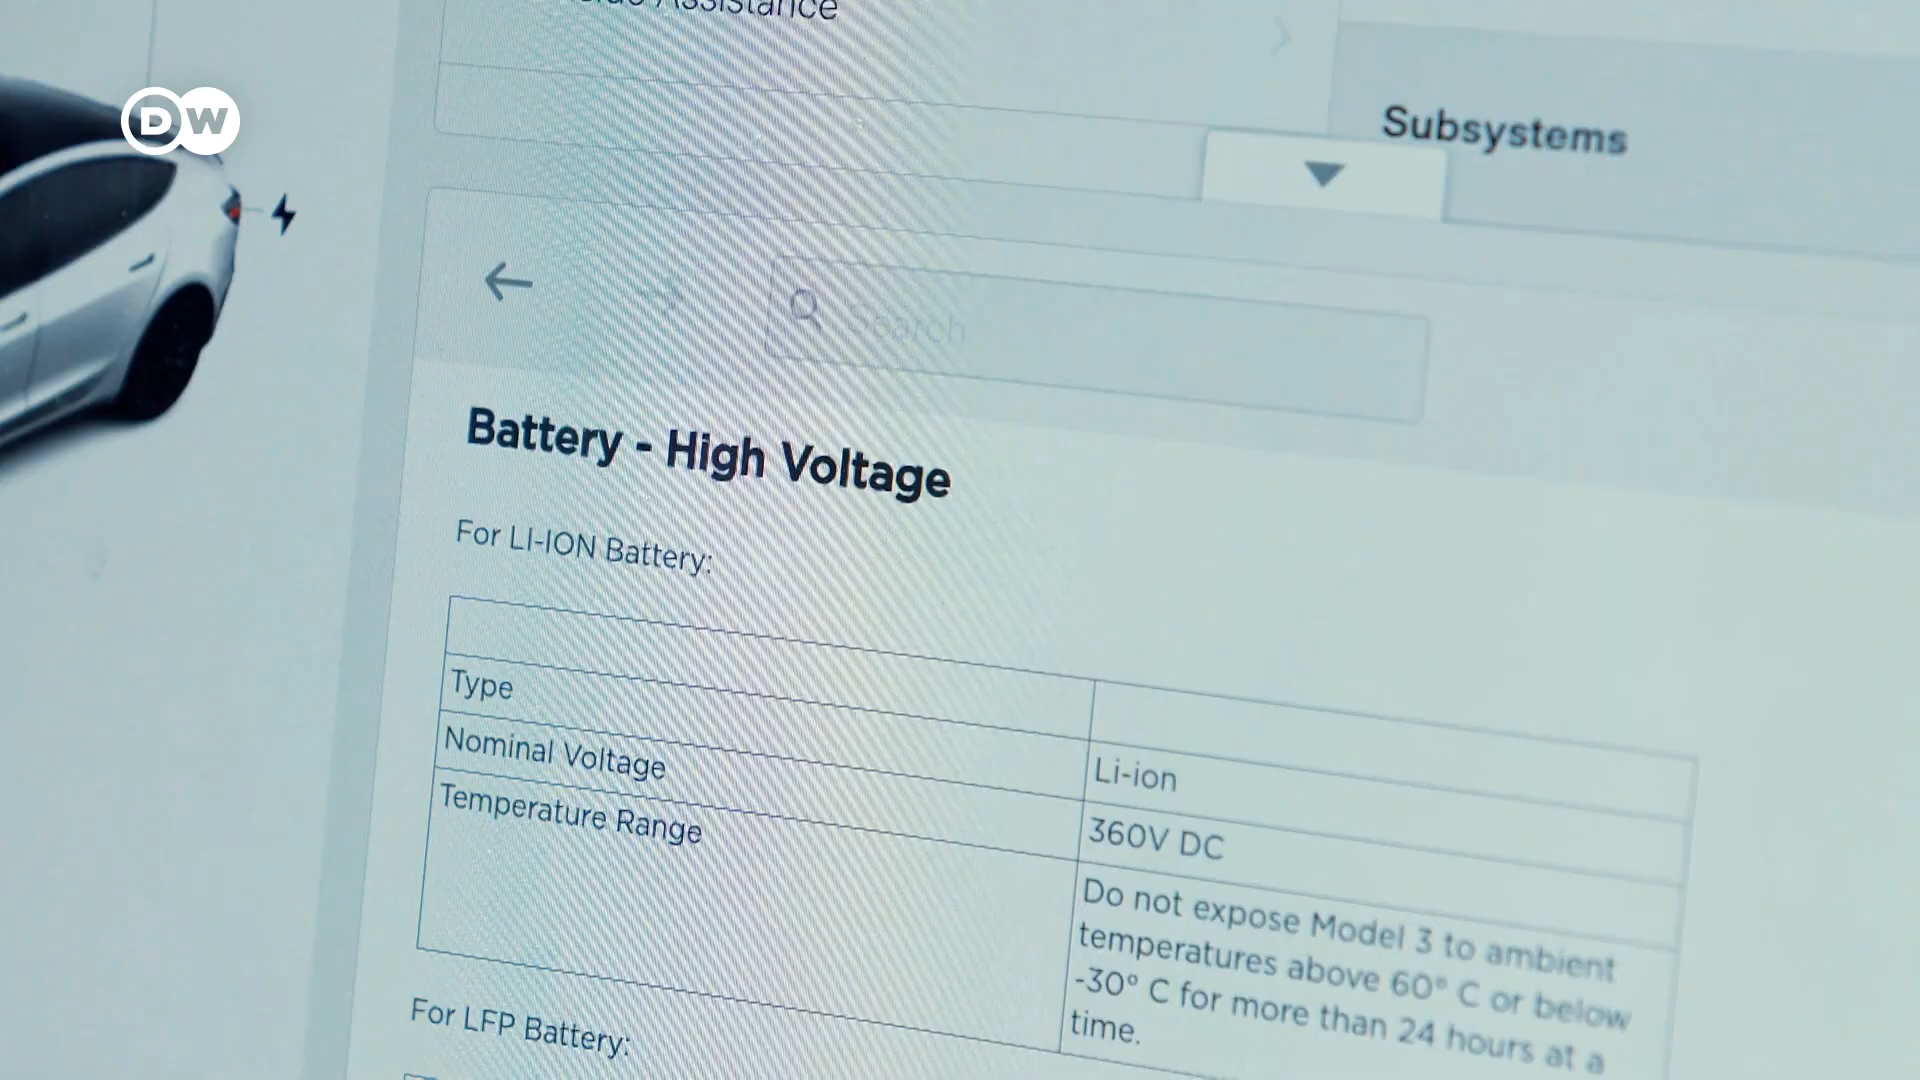 Assistance
DW
Subsystems
Search
Battery - High Voltage
For LI-ION Battery:
Type
Li-ion
Nominal Voltage
360V DC
Temperature Range
Do not expose Model 3 to ambient
temperatures above 60° C or below
-30° C for more than 24 hours at a
time.
For LFP Battery: